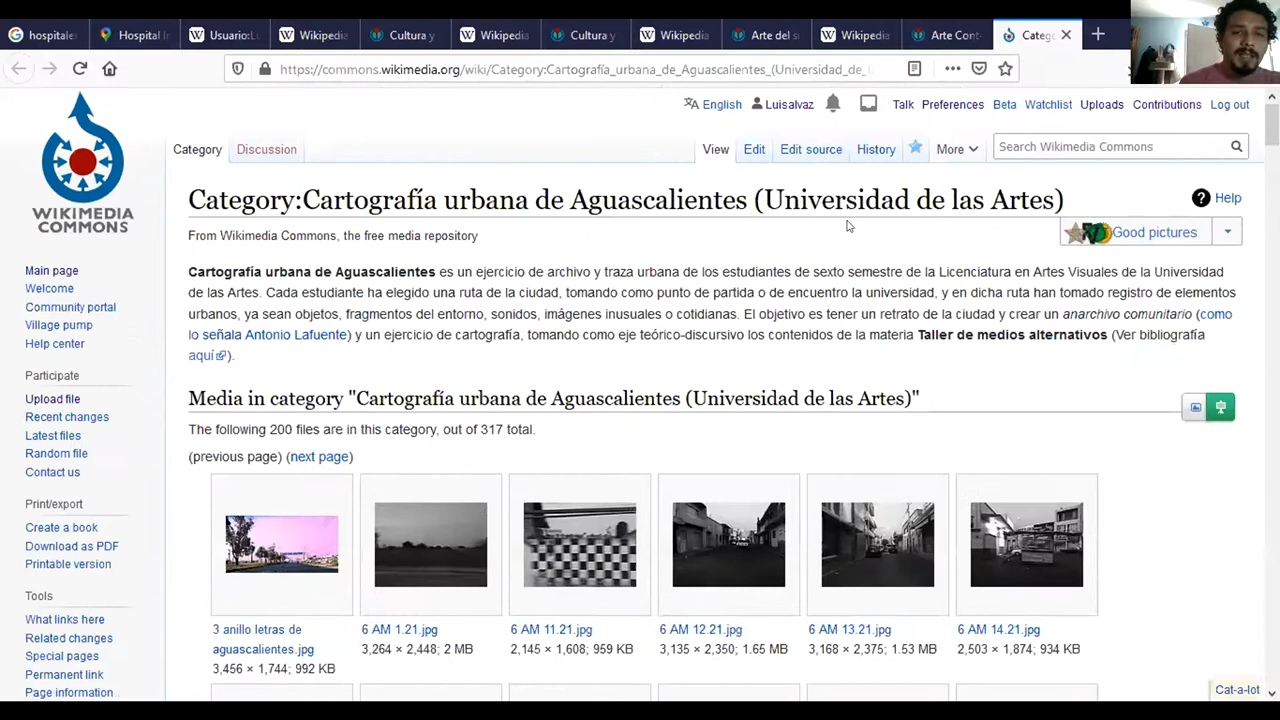 hospitales
Hospital In
Usuario:Lu
Wikipedia
Cultura y
Wikipedia
Cultura y
Wikipedia
Arte del s
Wikipedia
Arte Cont
Catego
https://commons.wikimedia.org/wiki/Category:Cartografía_urbana_de_Aguascalientes_(Universidad_de_l
English Luisalvaz Talk Preferences Beta Watchlist Uploads Contributions Log out
Category Discussion View Edit Edit source History More Search Wikimedia Commons
WIKIMEDIA
COMMONS
Category:Cartografía urbana de Aguascalientes (Universidad de las Artes)
Help
From Wikimedia Commons, the free media repository
Good pictures
Cartografía urbana de Aguascalientes es un ejercicio de archivo y traza urbana de los estudiantes de sexto semestre de la Licenciatura en Artes Visuales de la Universidad
de las Artes. Cada estudiante ha elegido una ruta de la ciudad, tomando como punto de partida o de encuentro la universidad, y en dicha ruta han tomado registro de elementos
urbanos, ya sean objetos, fragmentos del entorno, sonidos, imágenes inusuales o cotidianas. El objetivo es tener un retrato de la ciudad y crear un anarchivo comunitario (como
lo señala Antonio Lafuente) y un ejercicio de cartografía, tomando como eje teórico-discursivo los contenidos de la materia Taller de medios alternativos (Ver bibliografía
aquí).
Main page
Welcome
Community portal
Village pump
Help center
Participate
Upload file
Recent changes
Latest files
Random file
Contact us
Print/export
Create a book
Download as PDF
Printable version
Tools
What links here
Related changes
Special pages
Permanent link
Page information
Media in category "Cartografía urbana de Aguascalientes (Universidad de las Artes)"
The following 200 files are in this category, out of 317 total.
(previous page) (next page)
3 anillo letras de
aguascalientes.jpg
3,456 × 1,744; 992 KB
6 AM 1.21.jpg
3,264 × 2,448; 2 MB
6 AM 11.21.jpg
2,145 × 1,608; 959 KB
6 AM 12.21.jpg
3,135 × 2,350; 1.65 MB
6 AM 13.21.jpg
3,168 × 2,375; 1.53 MB
6 AM 14.21.jpg
2,503 × 1,874; 934 KB
Cat-a-lot